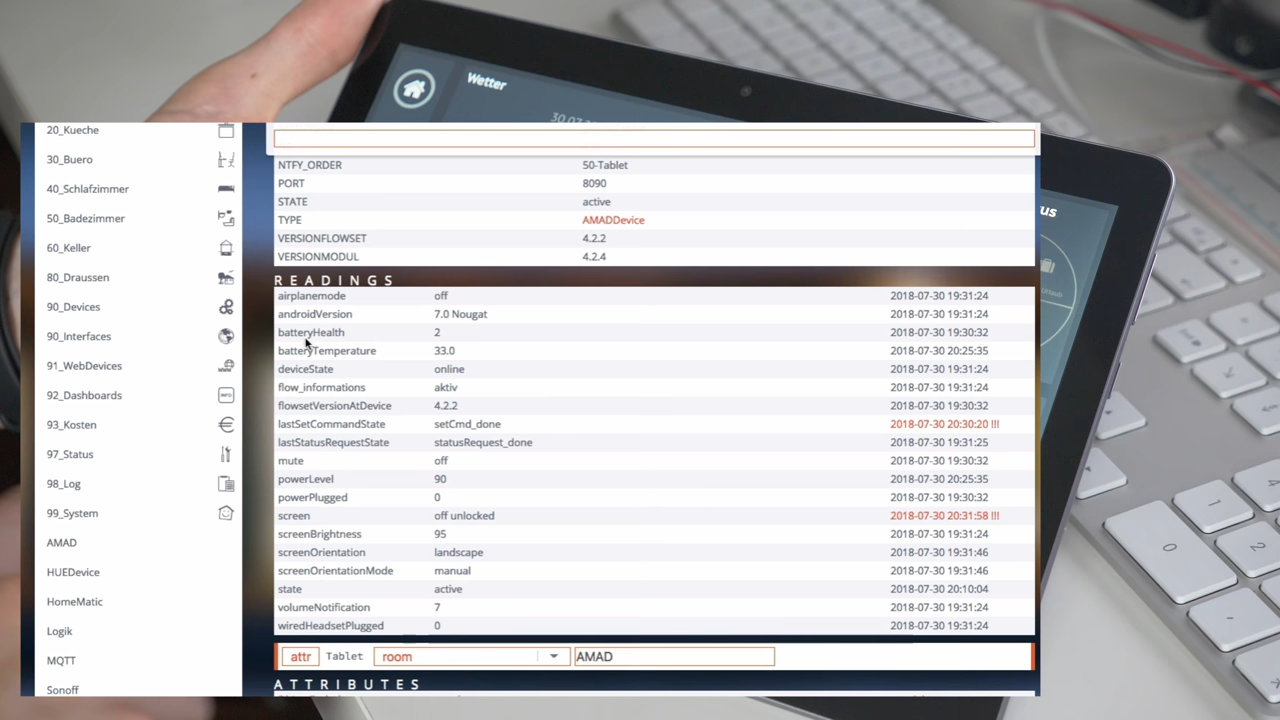 Wetter
30.07
us
20_Kueche
30_Buero
40_Schlafzimmer
50_Badezimmer
60_Keller
80_Draussen
90_Devices
90_Interfaces
91_WebDevices
92_Dashboards
93_Kosten
97_Status
98_Log
99_System
AMAD
HUEDevice
HomeMatic
Logik
MQTT
Sonoff
NTFY_ORDER 50-Tablet
PORT 8090
STATE active
TYPE AMADDevice
VERSIONFLOWSET 4.2.2
VERSIONMODUL 4.2.4
READINGS
airplanemode off 2018-07-30 19:31:24
androidVersion 7.0 Nougat 2018-07-30 19:31:24
batteryHealth 2 2018-07-30 19:30:32
batteryTemperature 33.0 2018-07-30 20:25:35
deviceState online 2018-07-30 19:31:24
flow_informations aktiv 2018-07-30 19:31:24
flowsetVersionAtDevice 4.2.2 2018-07-30 19:30:32
lastSetCommandState setCmd_done 2018-07-30 20:30:20 !!!
lastStatusRequestState statusRequest_done 2018-07-30 19:31:25
mute off 2018-07-30 19:30:32
powerLevel 90 2018-07-30 20:25:35
powerPlugged 0 2018-07-30 19:30:32
screen off unlocked 2018-07-30 20:31:58 !!!
screenBrightness 95 2018-07-30 19:31:24
screenOrientation landscape 2018-07-30 19:31:46
screenOrientationMode manual 2018-07-30 19:31:46
state active 2018-07-30 20:10:04
volumeNotification 7 2018-07-30 19:31:24
wiredHeadsetPlugged 0 2018-07-30 19:31:24
attr Tablet room AMAD
ATTRIBUTES
0
1
2